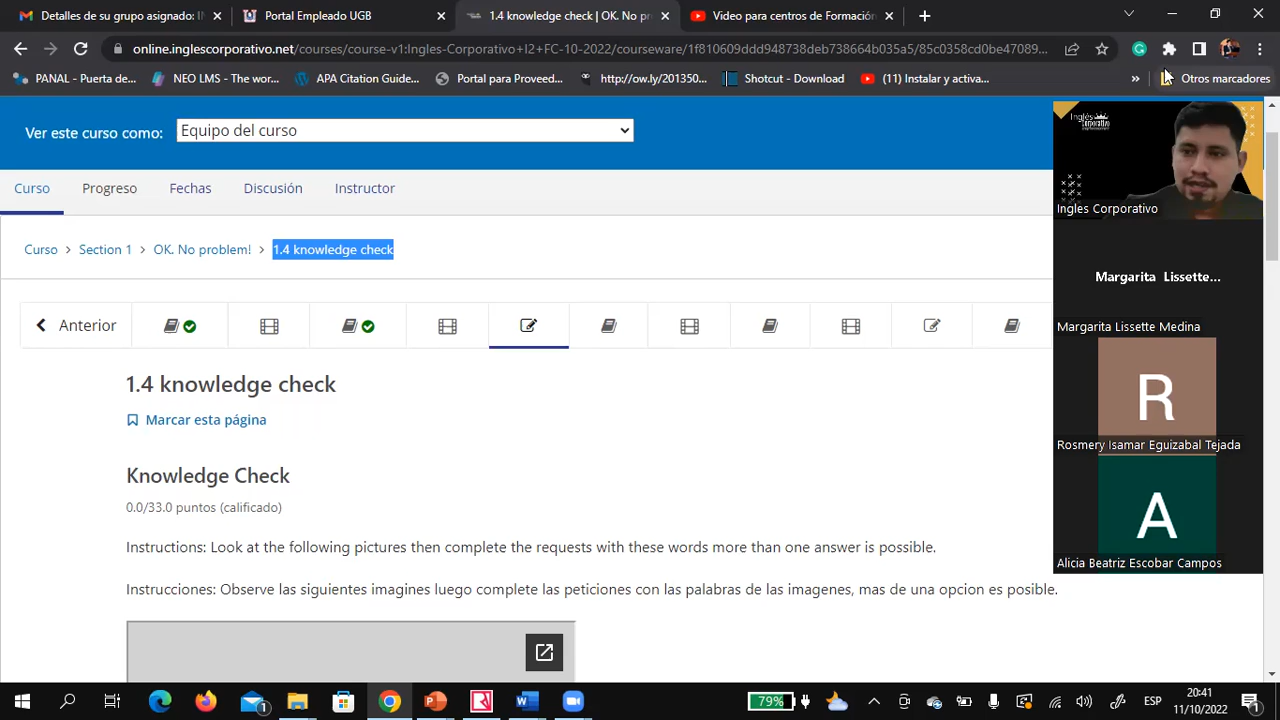 Detalles de su grupo asignado: I
Portal Empleado UGB
1.4 knowledge check | OK. No pr
Video para centros de Formación
online.inglescorporativo.net/courses/course-v1:Ingles-Corporativo+I2+FC-10-2022/courseware/1f810609ddd948738deb738664b035a5/85c0358cd0be47089...
PANAL - Puerta de...
NEO LMS - The wor...
APA Citation Guide...
Portal para Proveed...
http://ow.ly/201350...
Shotcut - Download
(11) Instalar y activa...
»
Otros marcadores
Ver este curso como:
Equipo del curso
Curso
Progreso
Fechas
Discusión
Instructor
Curso > Section 1 > OK. No problem! > 1.4 knowledge check
Anterior
1.4 knowledge check
Marcar esta página
Knowledge Check
0.0/33.0 puntos (calificado)
Instructions: Look at the following pictures then complete the requests with these words more than one answer is possible.
Instrucciones: Observe las siguientes imagines luego complete las peticiones con las palabras de las imagenes, mas de una opcion es posible.
Inglés
Corporativo
Ingles Corporativo
Margarita Lissette...
Margarita Lissette Medina
R
Rosmery Isamar Eguizabal Tejada
A
Alicia Beatriz Escobar Campos
1
79%
ESP
20:41
11/10/2022
1